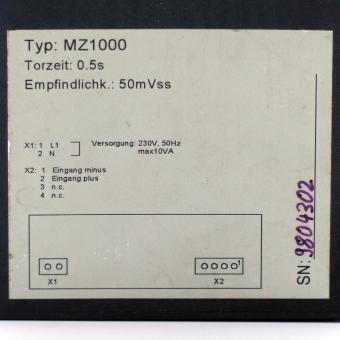 Typ: MZ1000
Torzeit: 0.5s
Empfindlichk.: 50mVss
X1: 1 L1 Versorgung: 230V, 50Hz
2 N max10VA
X2: 1 Eingang minus
2 Eingang plus
3 n.c.
4 n.c.
1
X1 X2
SN: 9804302